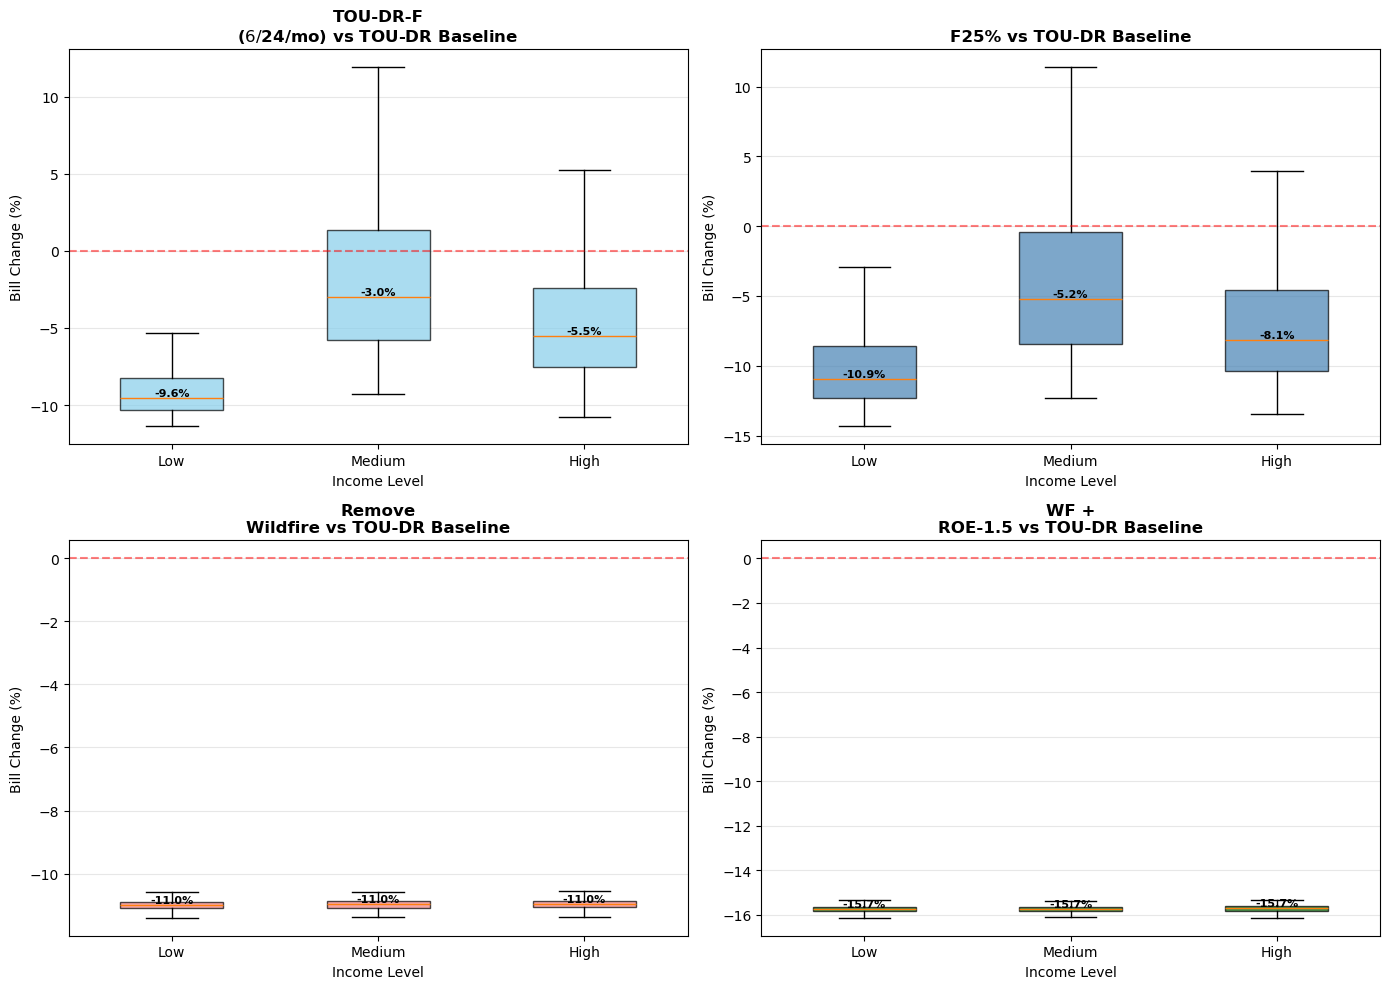 TOU-DR-F
(6/24/mo) vs TOU-DR Baseline
10
5
0
−5
−10
Bill Change (%)
-9.6%
-3.0%
-5.5%
Low
Medium
High
Income Level
F25% vs TOU-DR Baseline
10
5
0
−5
−10
−15
Bill Change (%)
-10.9%
-5.2%
-8.1%
Low
Medium
High
Income Level
Remove
Wildfire vs TOU-DR Baseline
0
−2
−4
−6
−8
−10
Bill Change (%)
-11.0%
-11.0%
-11.0%
Low
Medium
High
Income Level
WF +
ROE-1.5 vs TOU-DR Baseline
0
−2
−4
−6
−8
−10
−12
−14
−16
Bill Change (%)
-15.7%
-15.7%
-15.7%
Low
Medium
High
Income Level